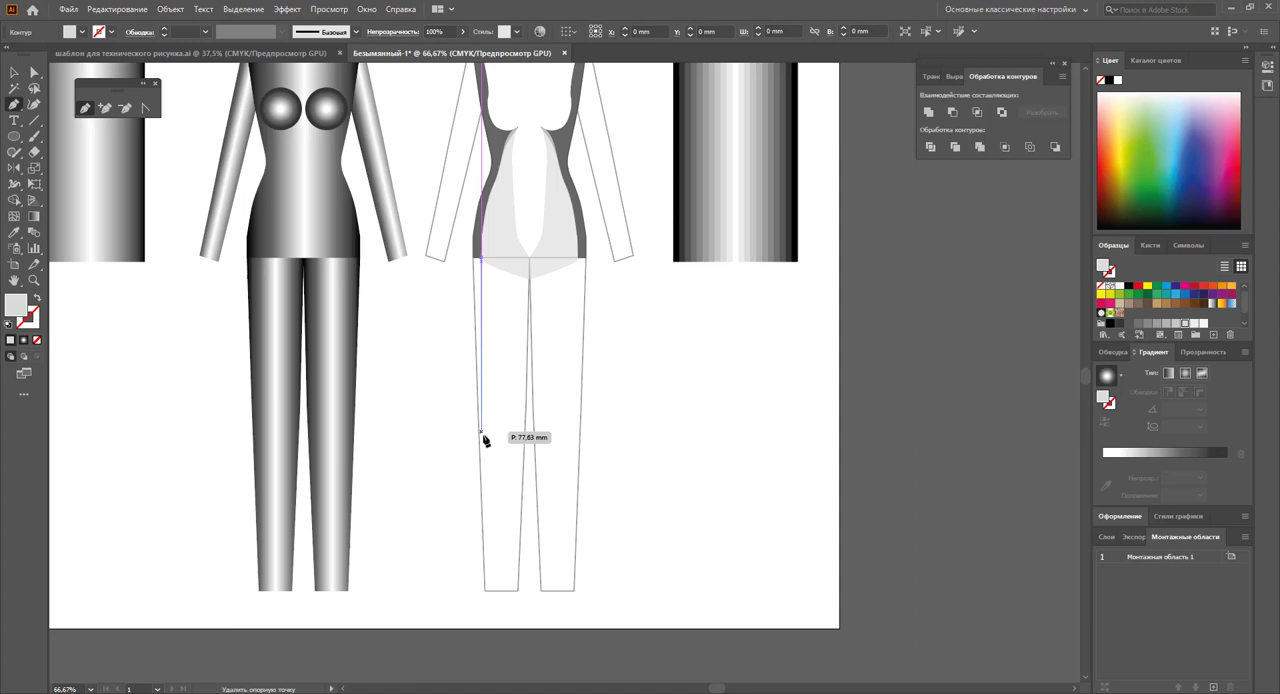 Ai
Файл Редактирование Объект Текст Выделение Эффект Просмотр Окно Справка
Основные классические настройки
Поиск в Adobe Stock
Контур
Обводка:
Базовая
Непрозрачность: 100%
Стиль:
X: 0 mm
Y: 0 mm
Ш: 0 mm
В: 0 mm
шаблон для технического рисунка.ai @ 37,5% (CMYK/Предпросмотр GPU)
Безымянный-1* @ 66,67% (CMYK/Предпросмотр GPU)
Тран Выра Обработка контуров
Взаимодействие составляющих:
Разобрать
Обработка контуров:
Цвет Каталог цветов
Образцы Кисти Символы
Обводка Градиент Прозрачность
Тип:
Обводка:
P: 77,63 mm
Непрозр.:
Положение:
Оформление Стили графики
Слои Экспор Монтажные области
1 Монтажная область 1
66,67%
1
Удалить опорную точку